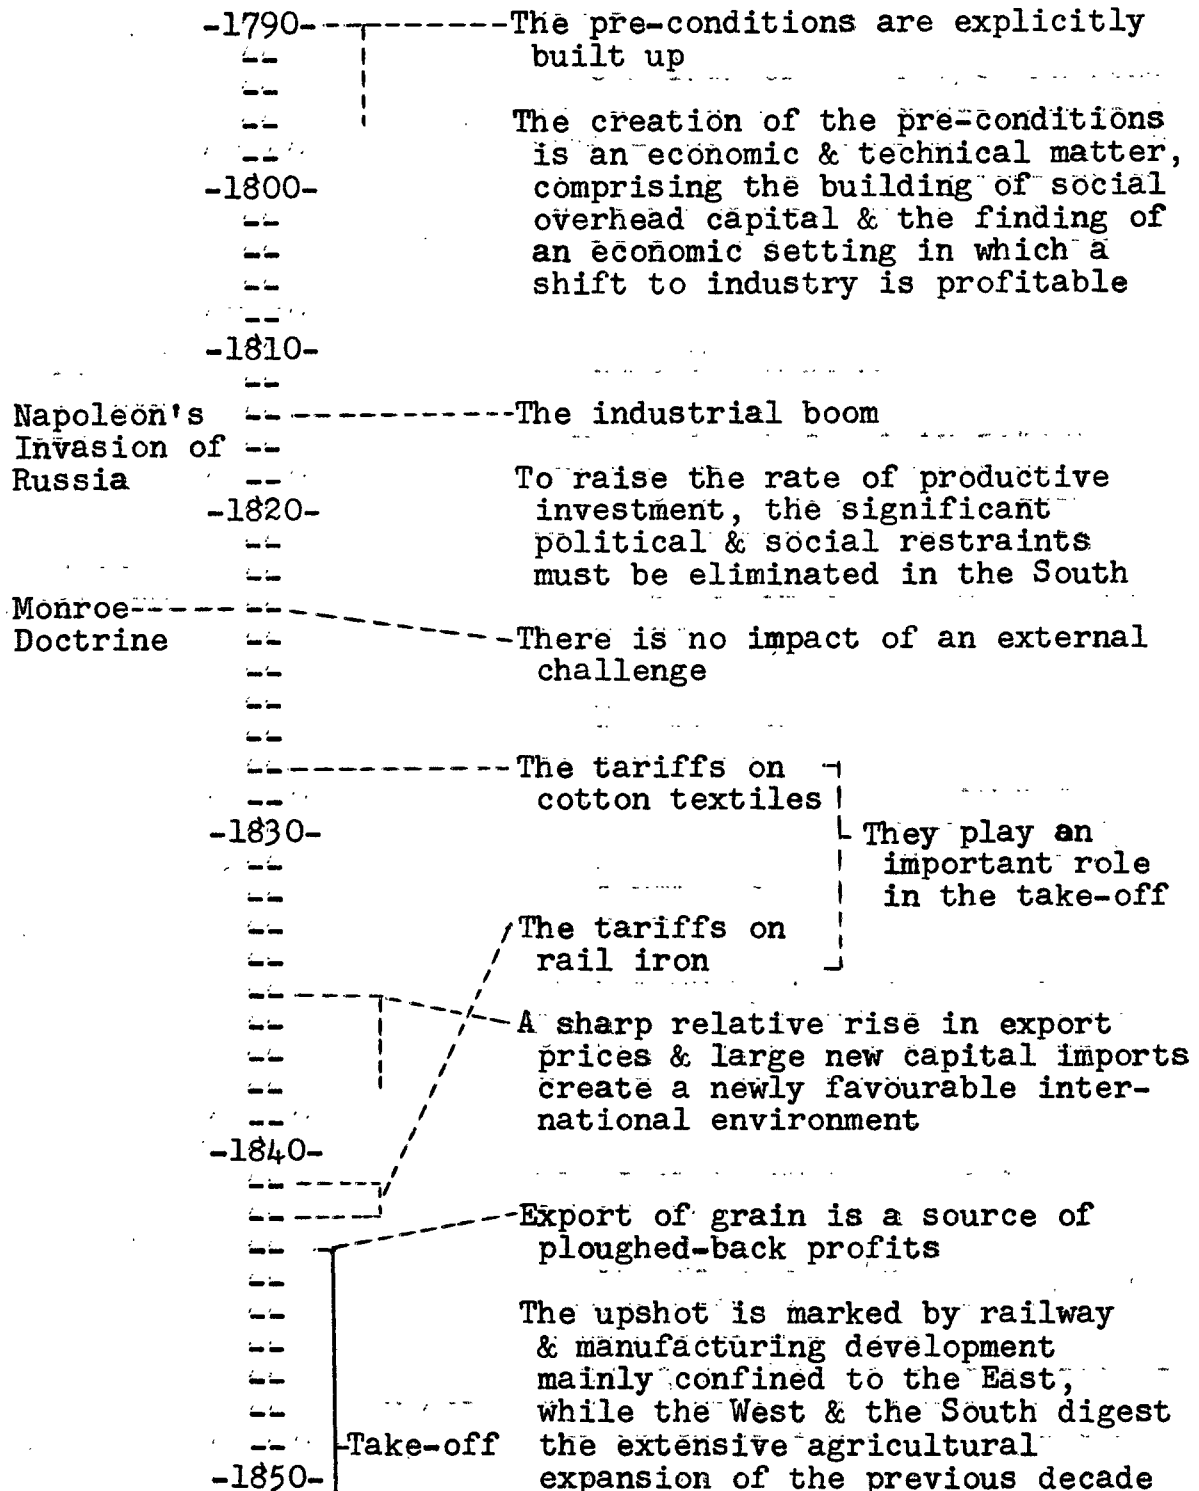 -1790-
The pre-conditions are explicitly
built up
The creation of the pre-conditions
is an economic & technical matter,
-1800-
comprising the building of social
overhead capital & the finding of
an economic setting in which a
shift to industry is profitable
-1810-
Napoleon's
Invasion of
Russia
The industrial boom
To raise the rate of productive
-1820-
investment, the significant
political & social restraints
must be eliminated in the South
Monroe
Doctrine
There is no impact of an external
challenge
The tariffs on
cotton textiles
-1830-
They play an
important role
in the take-off
The tariffs on
rail iron
A sharp relative rise in export
prices & large new capital imports
create a newly favourable inter-
national environment
-1840-
Export of grain is a source of
ploughed-back profits
The upshot is marked by railway
& manufacturing development
mainly confined to the East,
while the West & the South digest
Take-off
the extensive agricultural
-1850-
expansion of the previous decade